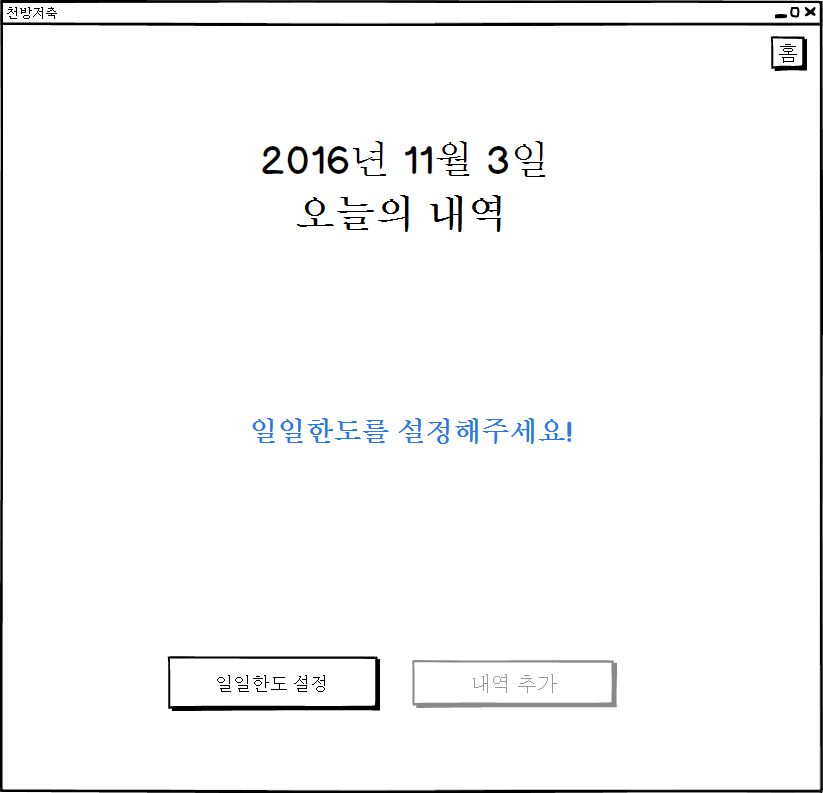 천방저축
홈
2016년 11월 3일
오늘의 내역
일일한도를 설정해주세요!
일일한도 설정
내역 추가